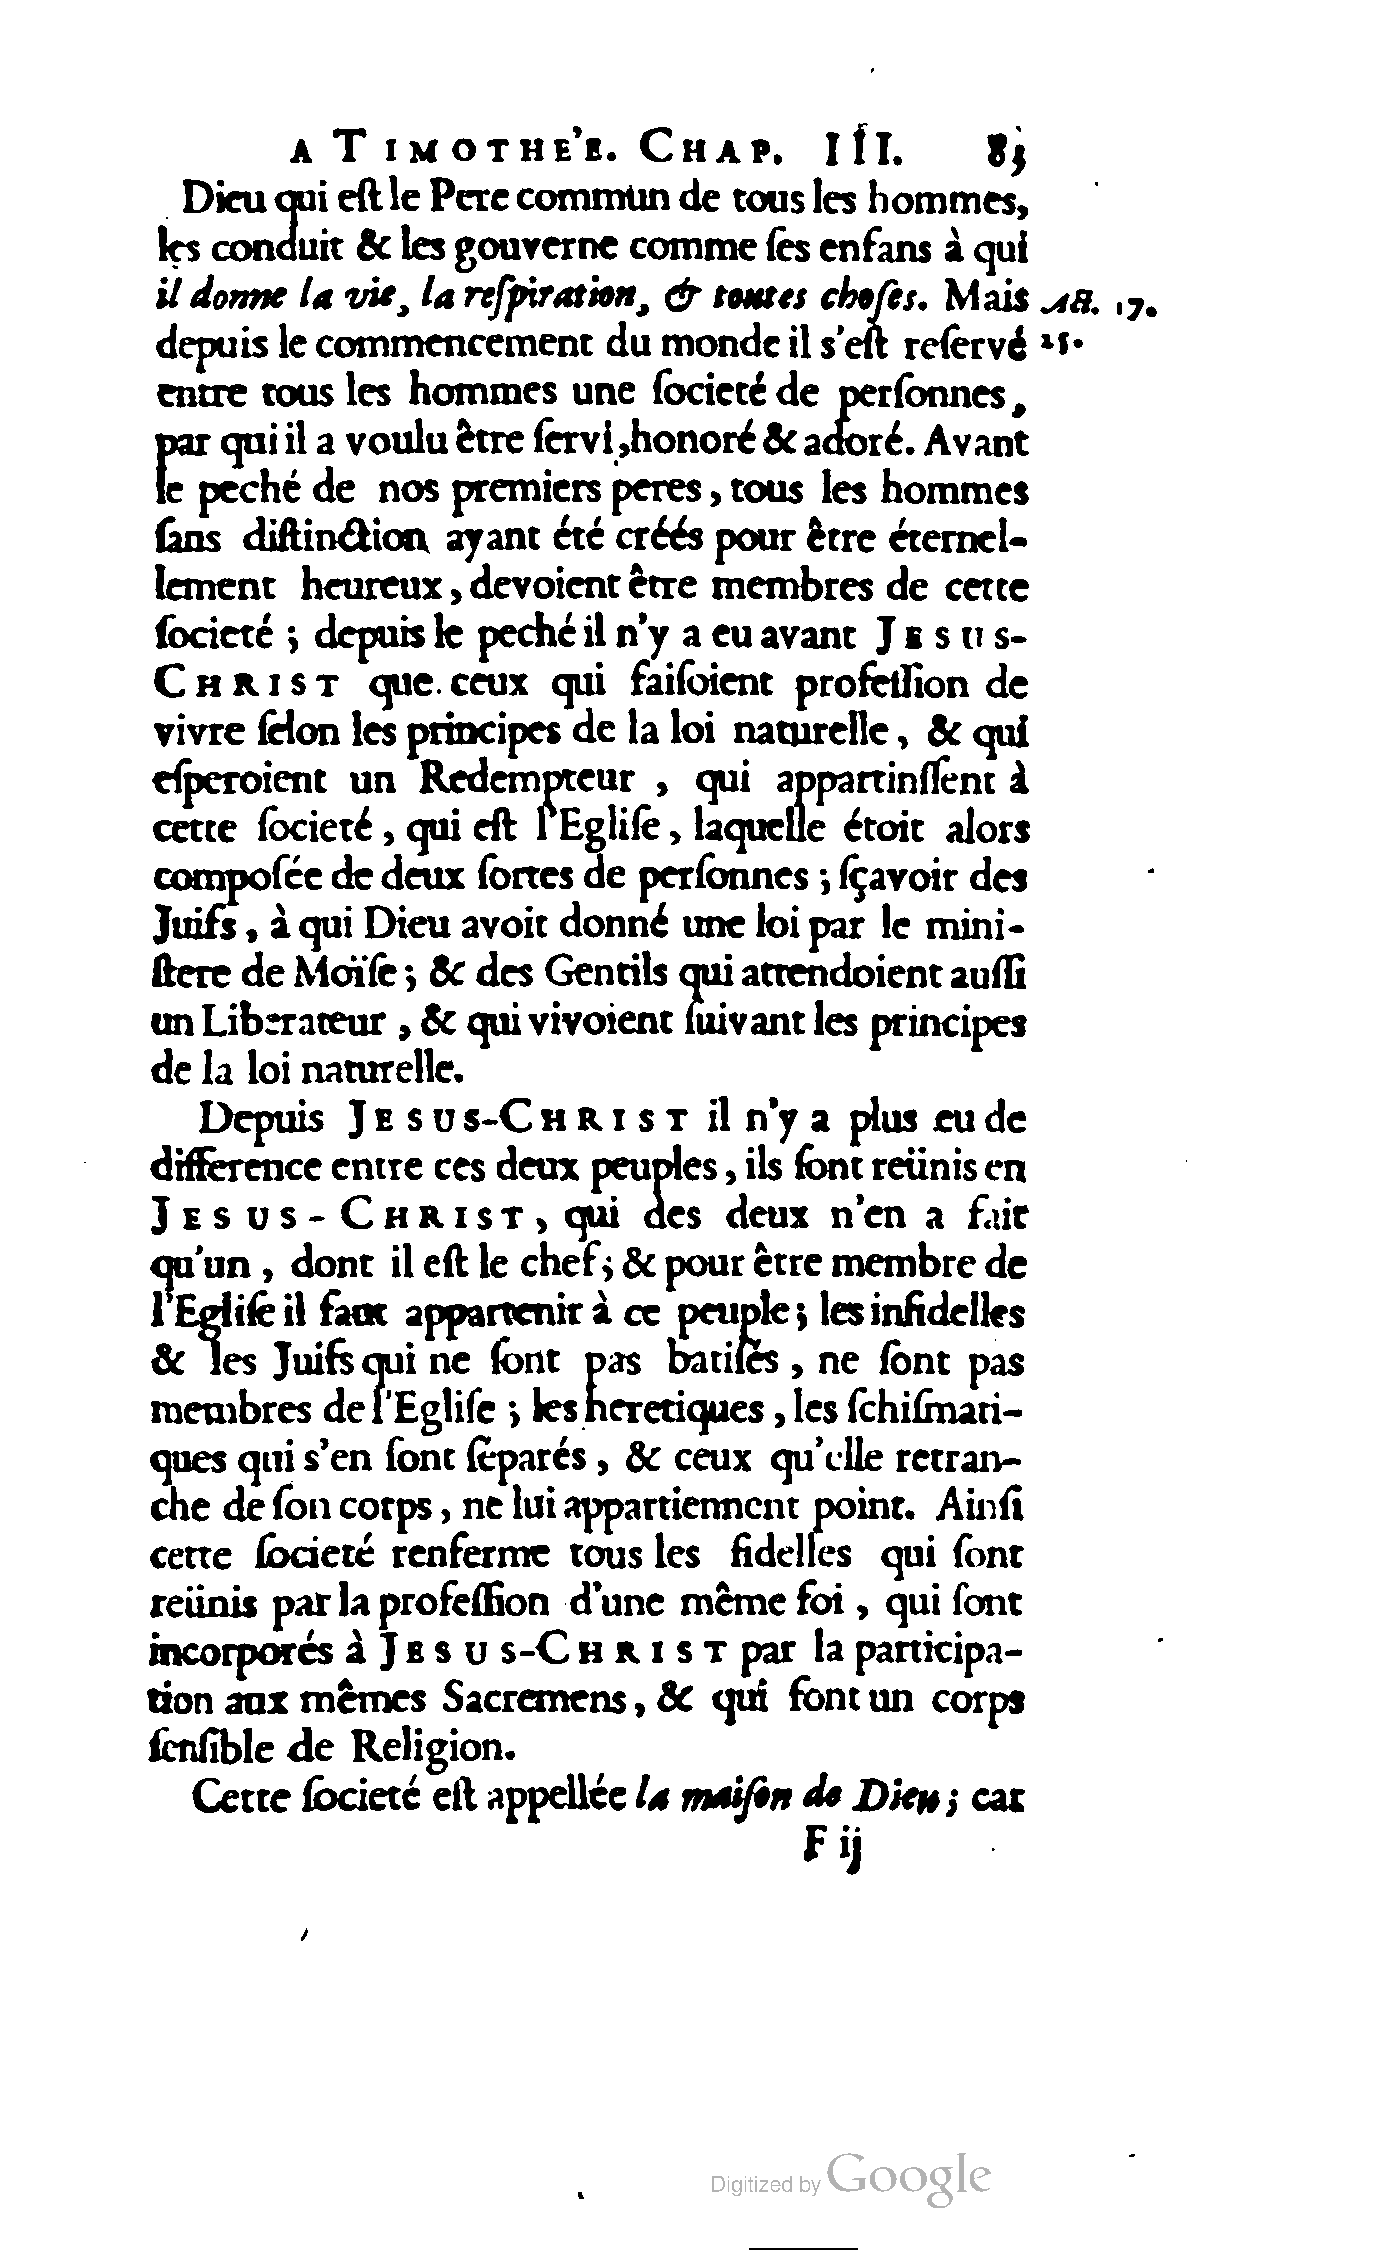 A TIMOTHE'E. CHAP. III. 83
Dieu qui eſt le Pere commun de tous les hommes,
les conduit & les gouverne comme ſes enfans à qui
il donne la vie, la reſpiration, & toutes choſes. Mais Act. 17.
depuis le commencement du monde il s'eſt reſervé 25.
entre tous les hommes une ſocieté de perſonnes,
par qui il a voulu être ſervi, honoré & adoré. Avant
le peché de nos premiers peres, tous les hommes
ſans diſtinction ayant été créés pour être éternel-
lement heureux, devoient être membres de cette
ſocieté ; depuis le peché il n'y a eu avant JESUS-
CHRIST que ceux qui faiſoient profeſſion de
vivre ſelon les principes de la loi naturelle, & qui
eſperoient un Redempteur, qui appartinſſent à
cette ſocieté, qui eſt l'Egliſe, laquelle étoit alors
compoſée de deux ſortes de perſonnes ; ſçavoir des
Juifs, à qui Dieu avoit donné une loi par le mini-
ſtere de Moïſe ; & des Gentils qui attendoient auſſi
un Liberateur, & qui vivoient ſuivant les principes
de la loi naturelle.
Depuis JESUS-CHRIST il n'y a plus eu de
difference entre ces deux peuples, ils ſont reünis en
JESUS-CHRIST, qui des deux n'en a fait
qu'un, dont il eſt le chef ; & pour être membre de
l'Egliſe il faut appartenir à ce peuple ; les infidelles
& les Juifs qui ne ſont pas batiſés, ne ſont pas
membres de l'Egliſe ; les heretiques, les ſchiſmati-
ques qui s'en ſont ſéparés, & ceux qu'elle retran-
che de ſon corps, ne lui appartiennent point. Ainſi
cette ſocieté renferme tous les fidelles qui ſont
reünis par la profeſſion d'une même foi, qui ſont
incorporés à JESUS-CHRIST par la participa-
tion aux mêmes Sacremens, & qui font un corps
ſenſible de Religion.
Cette ſocieté eſt appellée la maiſon de Dieu ; car
F ij
Digitized by Google